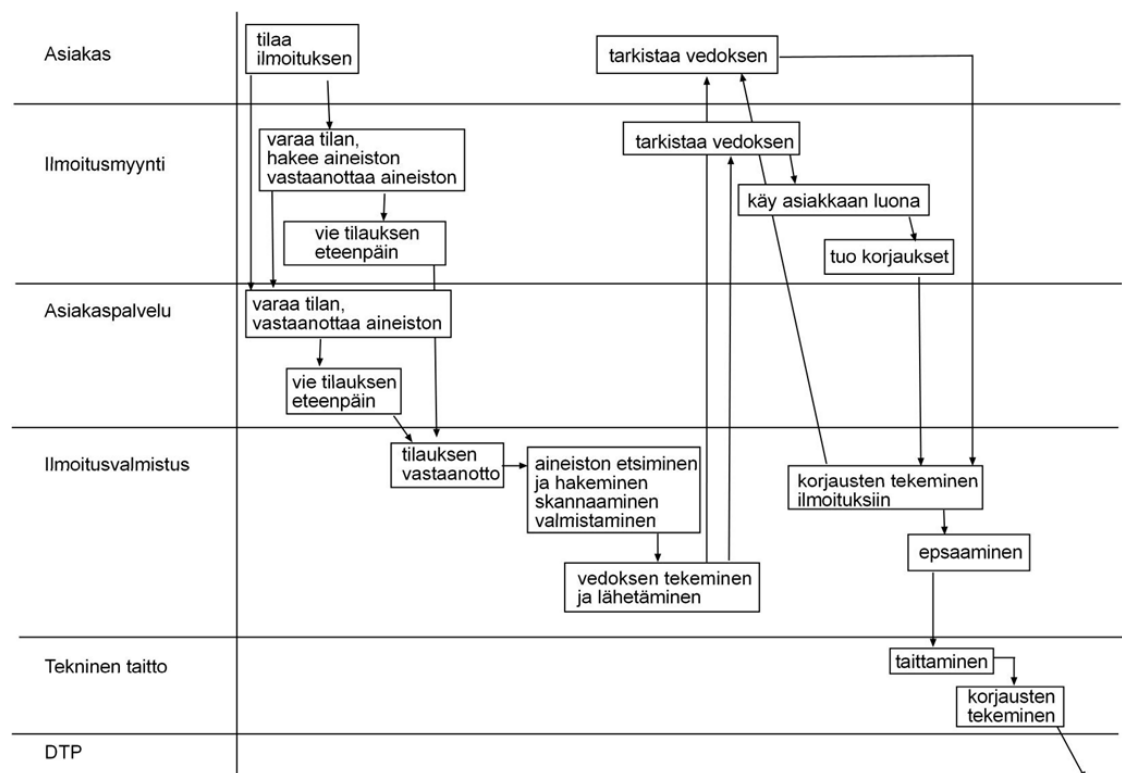 Asiakas
tilaa
ilmoituksen
tarkistaa vedoksen
Ilmoitusmyynti
varaa tilan,
hakee aineiston
vastaanottaa aineiston
tarkistaa vedoksen
käy asiakkaan luona
vie tilauksen
eteenpäin
tuo korjaukset
Asiakaspalvelu
varaa tilan,
vastaanottaa aineiston
vie tilauksen
eteenpäin
Ilmoitusvalmistus
tilauksen
vastaanotto
aineiston etsiminen
ja hakeminen
skannaaminen
valmistaminen
korjausten tekeminen
ilmoituksiin
epsaaminen
vedoksen tekeminen
ja lähetäminen
Tekninen taitto
taittaminen
korjausten
tekeminen
DTP